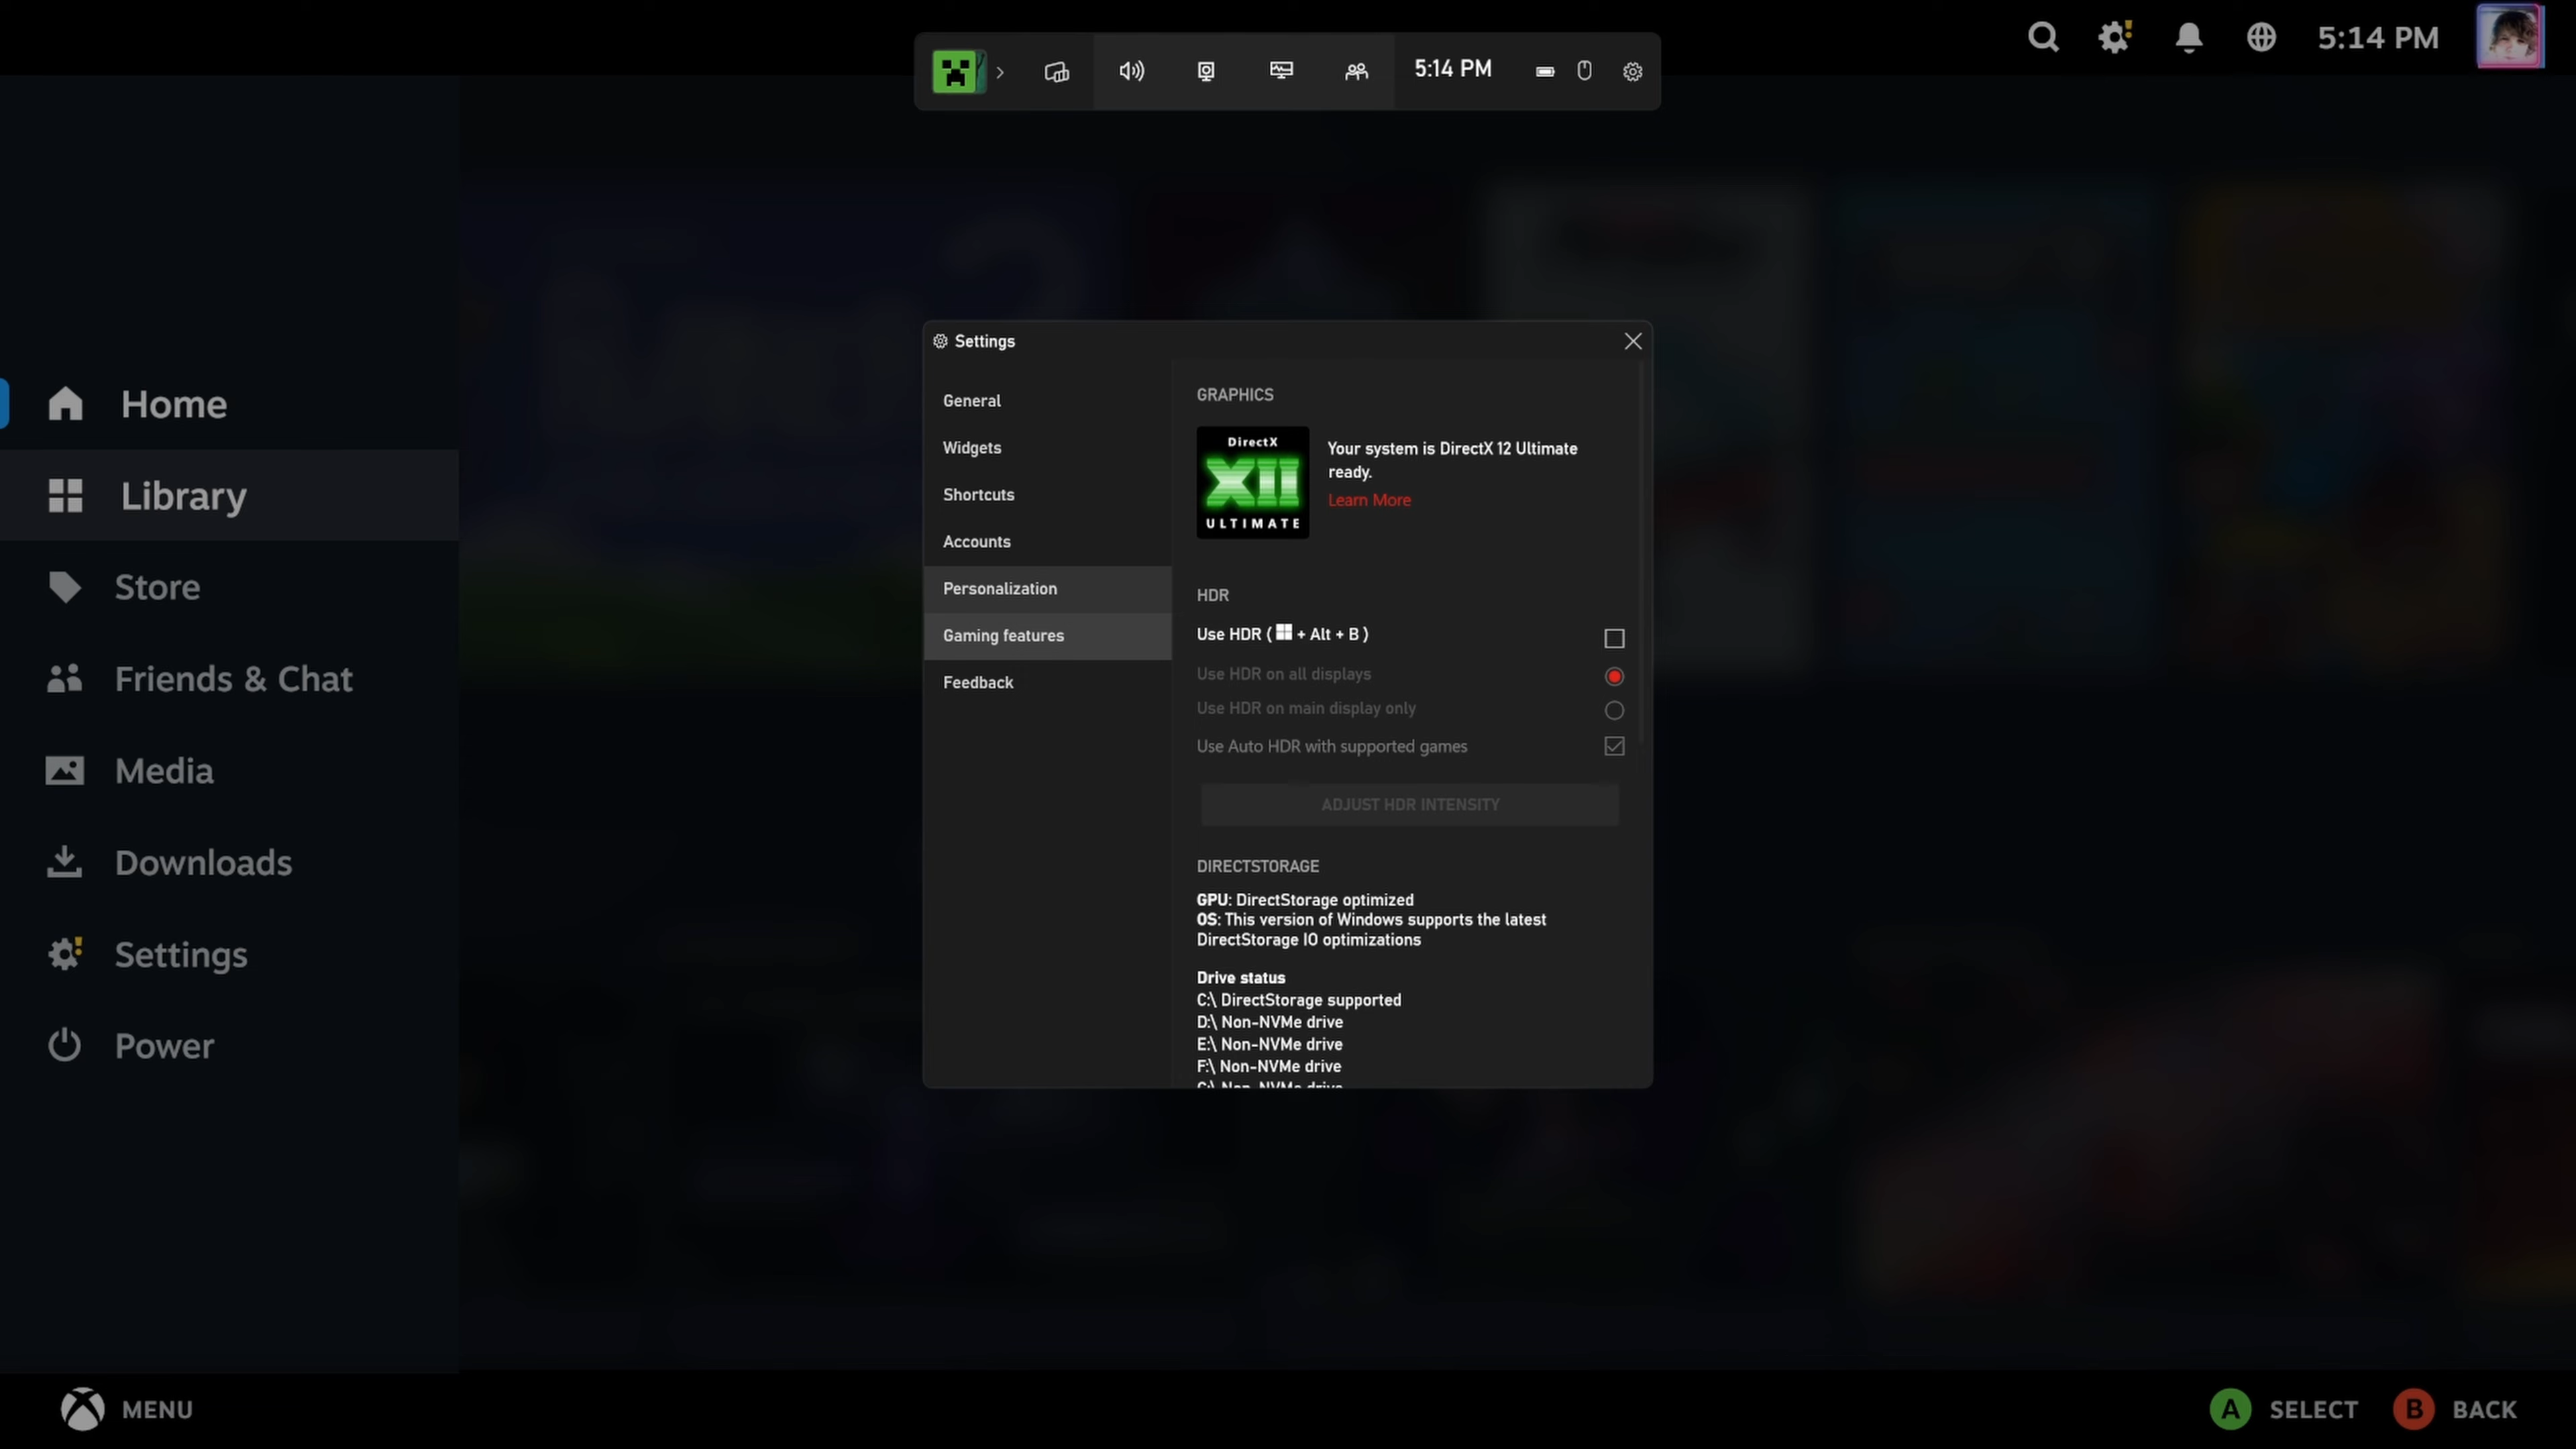 5:14 PM
5:14 PM
Home
Library
Store
Friends & Chat
Media
Downloads
Settings
Power
Settings
General
Widgets
Shortcuts
Accounts
Personalization
Gaming features
Feedback
GRAPHICS
DirectX
XII
ULTIMATE
Your system is DirectX 12 Ultimate
ready.
Learn More
HDR
Use HDR ( + Alt + B )
Use HDR on all displays
Use HDR on main display only
Use Auto HDR with supported games
ADJUST HDR INTENSITY
DIRECTSTORAGE
GPU: DirectStorage optimized
OS: This version of Windows supports the latest
DirectStorage IO optimizations
Drive status
C:\ DirectStorage supported
D:\ Non-NVMe drive
E:\ Non-NVMe drive
F:\ Non-NVMe drive
G:\ Non-NVMe drive
MENU
A SELECT
B BACK